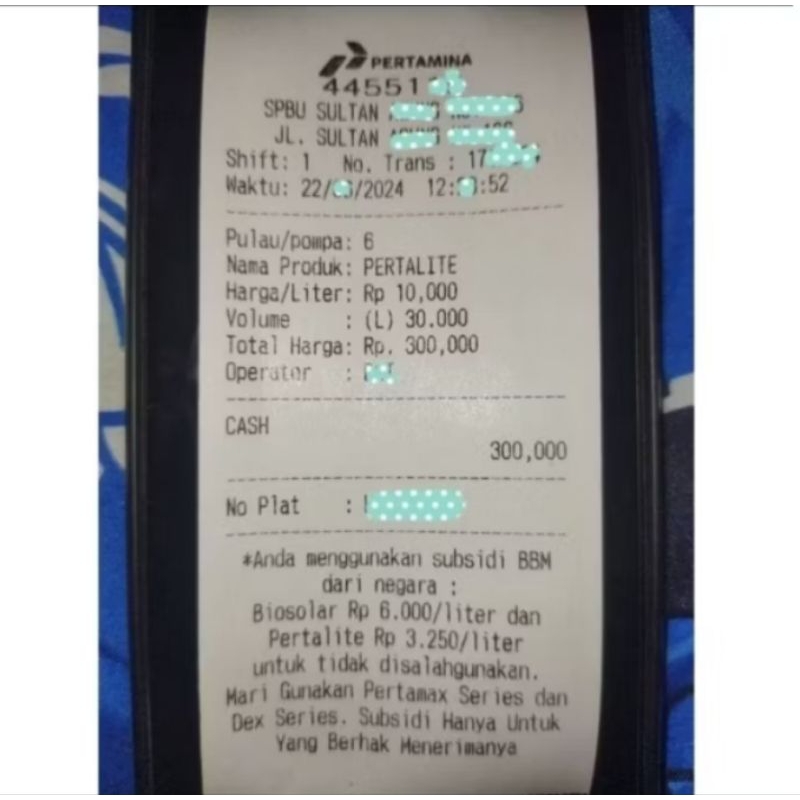 PERTAMINA
44551
SPBU SULTAN
JL. SULTAN
Shift: 1 No. Trans : 17
Waktu: 22/ /2024 12: :52
Pulau/pompa: 6
Nama Produk: PERTALITE
Harga/Liter: Rp 10,000
Volume : (L) 30.000
Total Harga: Rp. 300,000
Operator :
CASH
300,000
No Plat :
*Anda menggunakan subsidi BBM
dari negara :
Biosolar Rp 6.000/liter dan
Pertalite Rp 3.250/liter
untuk tidak disalahgunakan.
Mari Gunakan Pertamax Series dan
Dex Series. Subsidi Hanya Untuk
Yang Berhak Menerimanya